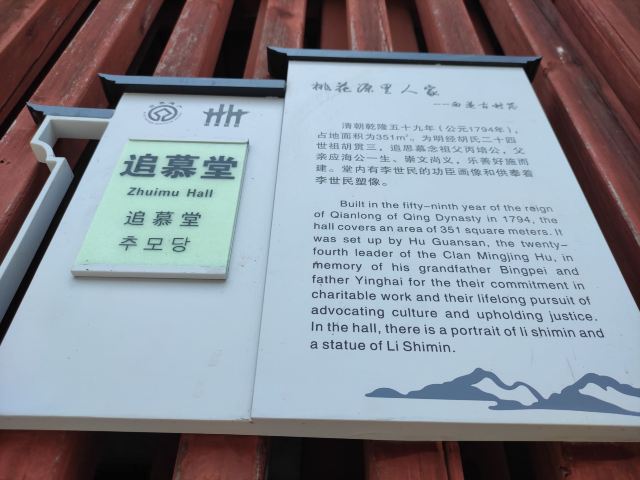 追慕堂
Zhuimu Hall
追慕堂
추모당
桃花源里人家
——西递古村落
清朝乾隆五十九年（公元1794年），
占地面积为351m²。为明经胡氏二十四
世祖胡贯三，追思慕念祖父丙培公，父
亲应海公一生、崇文尚义，乐善好施而
建。堂内有李世民的功臣画像和供奉着
李世民塑像。
Built in the fifty-ninth year of the reign
of Qianlong of Qing Dynasty in 1794, the
hall covers an area of 351 square meters. It
was set up by Hu Guansan, the twenty-
fourth leader of the Clan Mingjing Hu, in
memory of his grandfather Bingpei and
father Yinghai for the their commitment in
charitable work and their lifelong pursuit of
advocating culture and upholding justice.
In the hall, there is a portrait of li shimin and
a statue of Li Shimin.